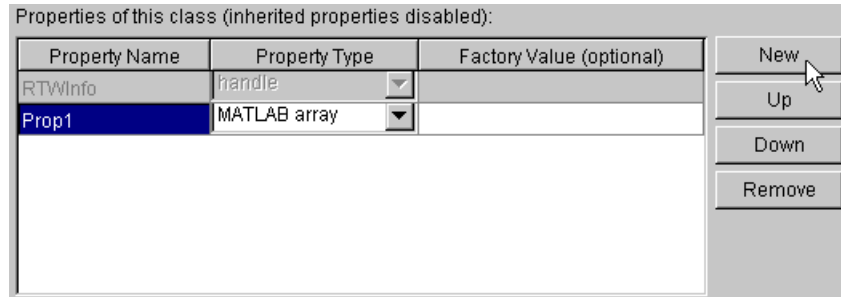 Properties of this class (inherited properties disabled):
Property Name Property Type Factory Value (optional) New
RTWInfo handle
Up
Prop1 MATLAB array
Down
Remove